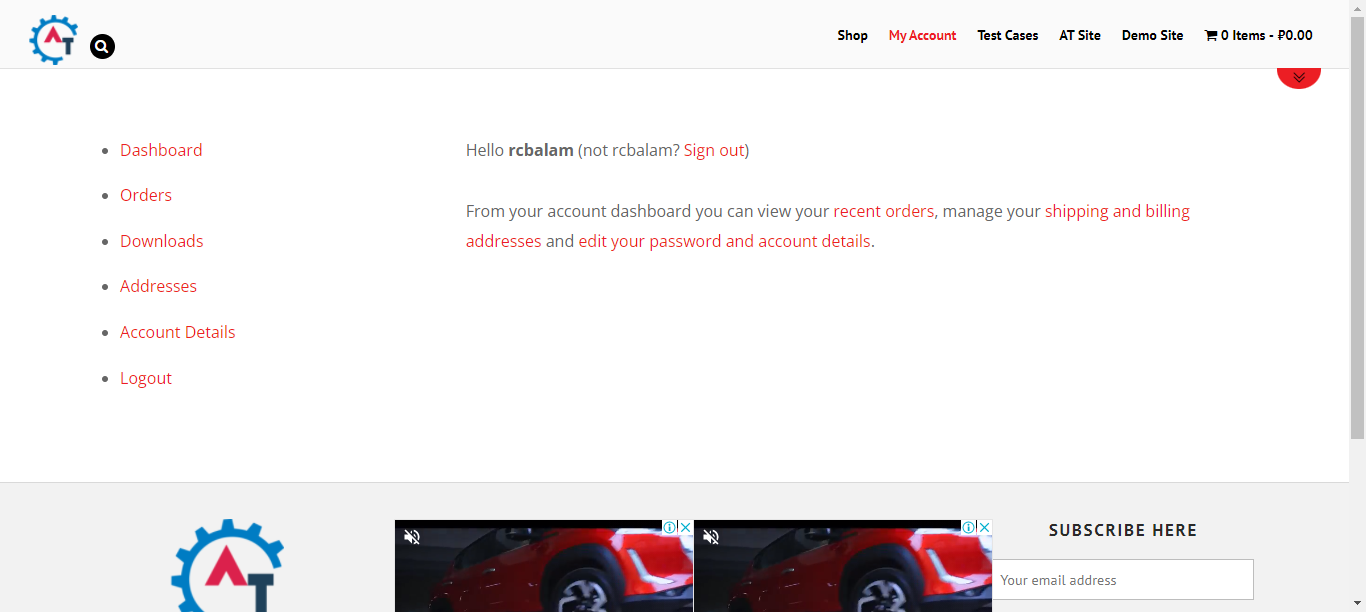 AT
Shop
My Account
Test Cases
AT Site
Demo Site
0 Items - ₽0.00
Dashboard
Orders
Downloads
Addresses
Account Details
Logout
Hello rcbalam (not rcbalam? Sign out)
From your account dashboard you can view your recent orders, manage your shipping and billing
addresses and edit your password and account details.
AT
SUBSCRIBE HERE
Your email address